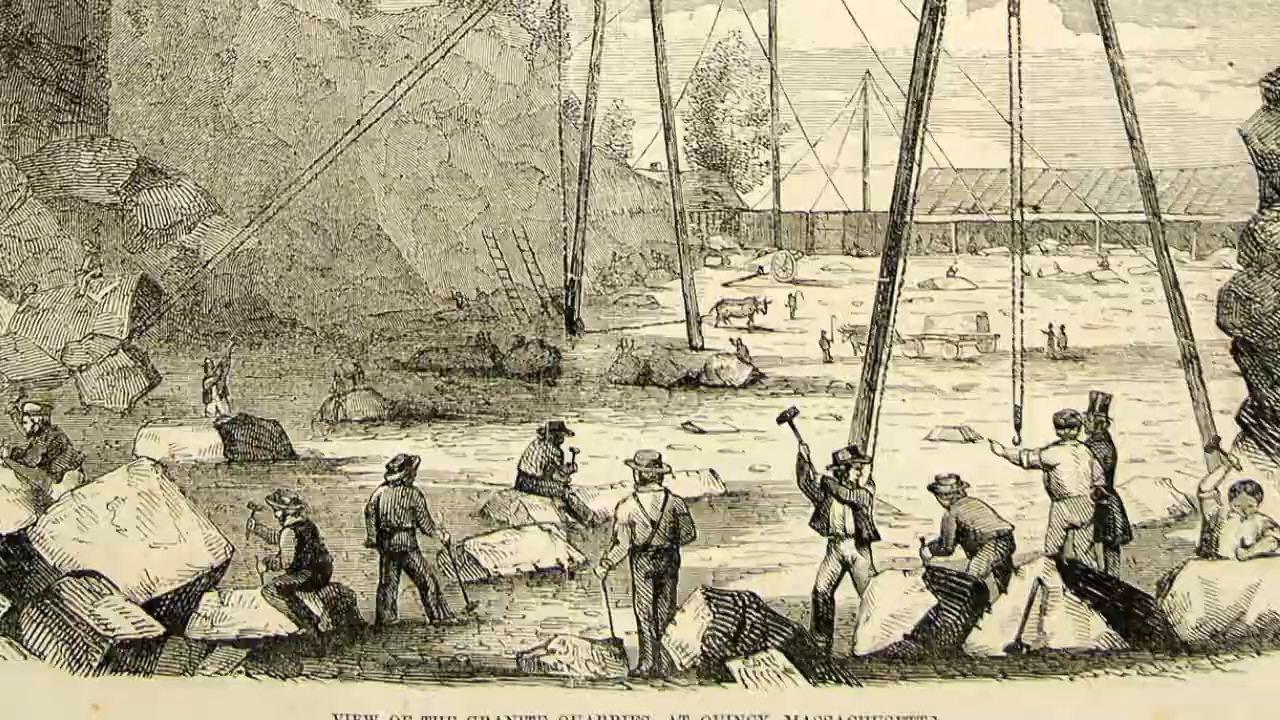 VIEW OF THE GRANITE QUARRIES, AT QUINCY, MASSACHUSETTS.